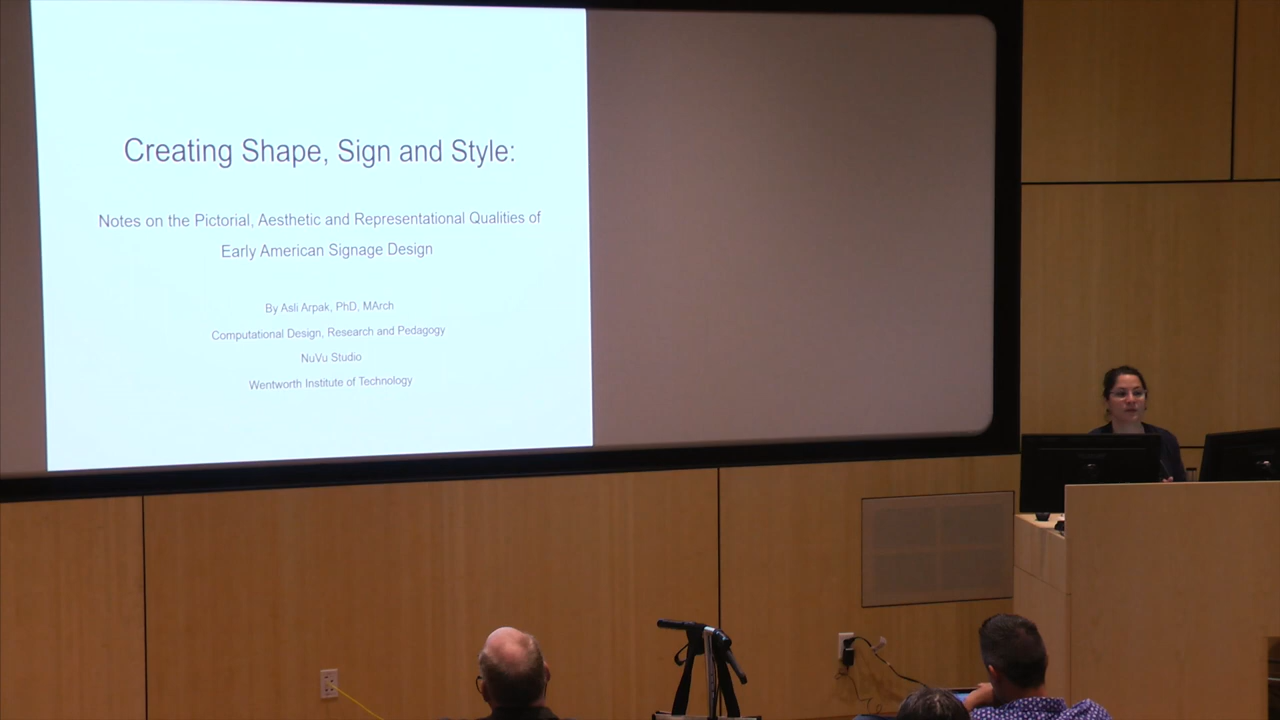 Creating Shape, Sign and Style:
Notes on the Pictorial, Aesthetic and Representational Qualities of
Early American Signage Design
By Asli Arpak, PhD, MArch
Computational Design, Research and Pedagogy
NuVu Studio
Wentworth Institute of Technology